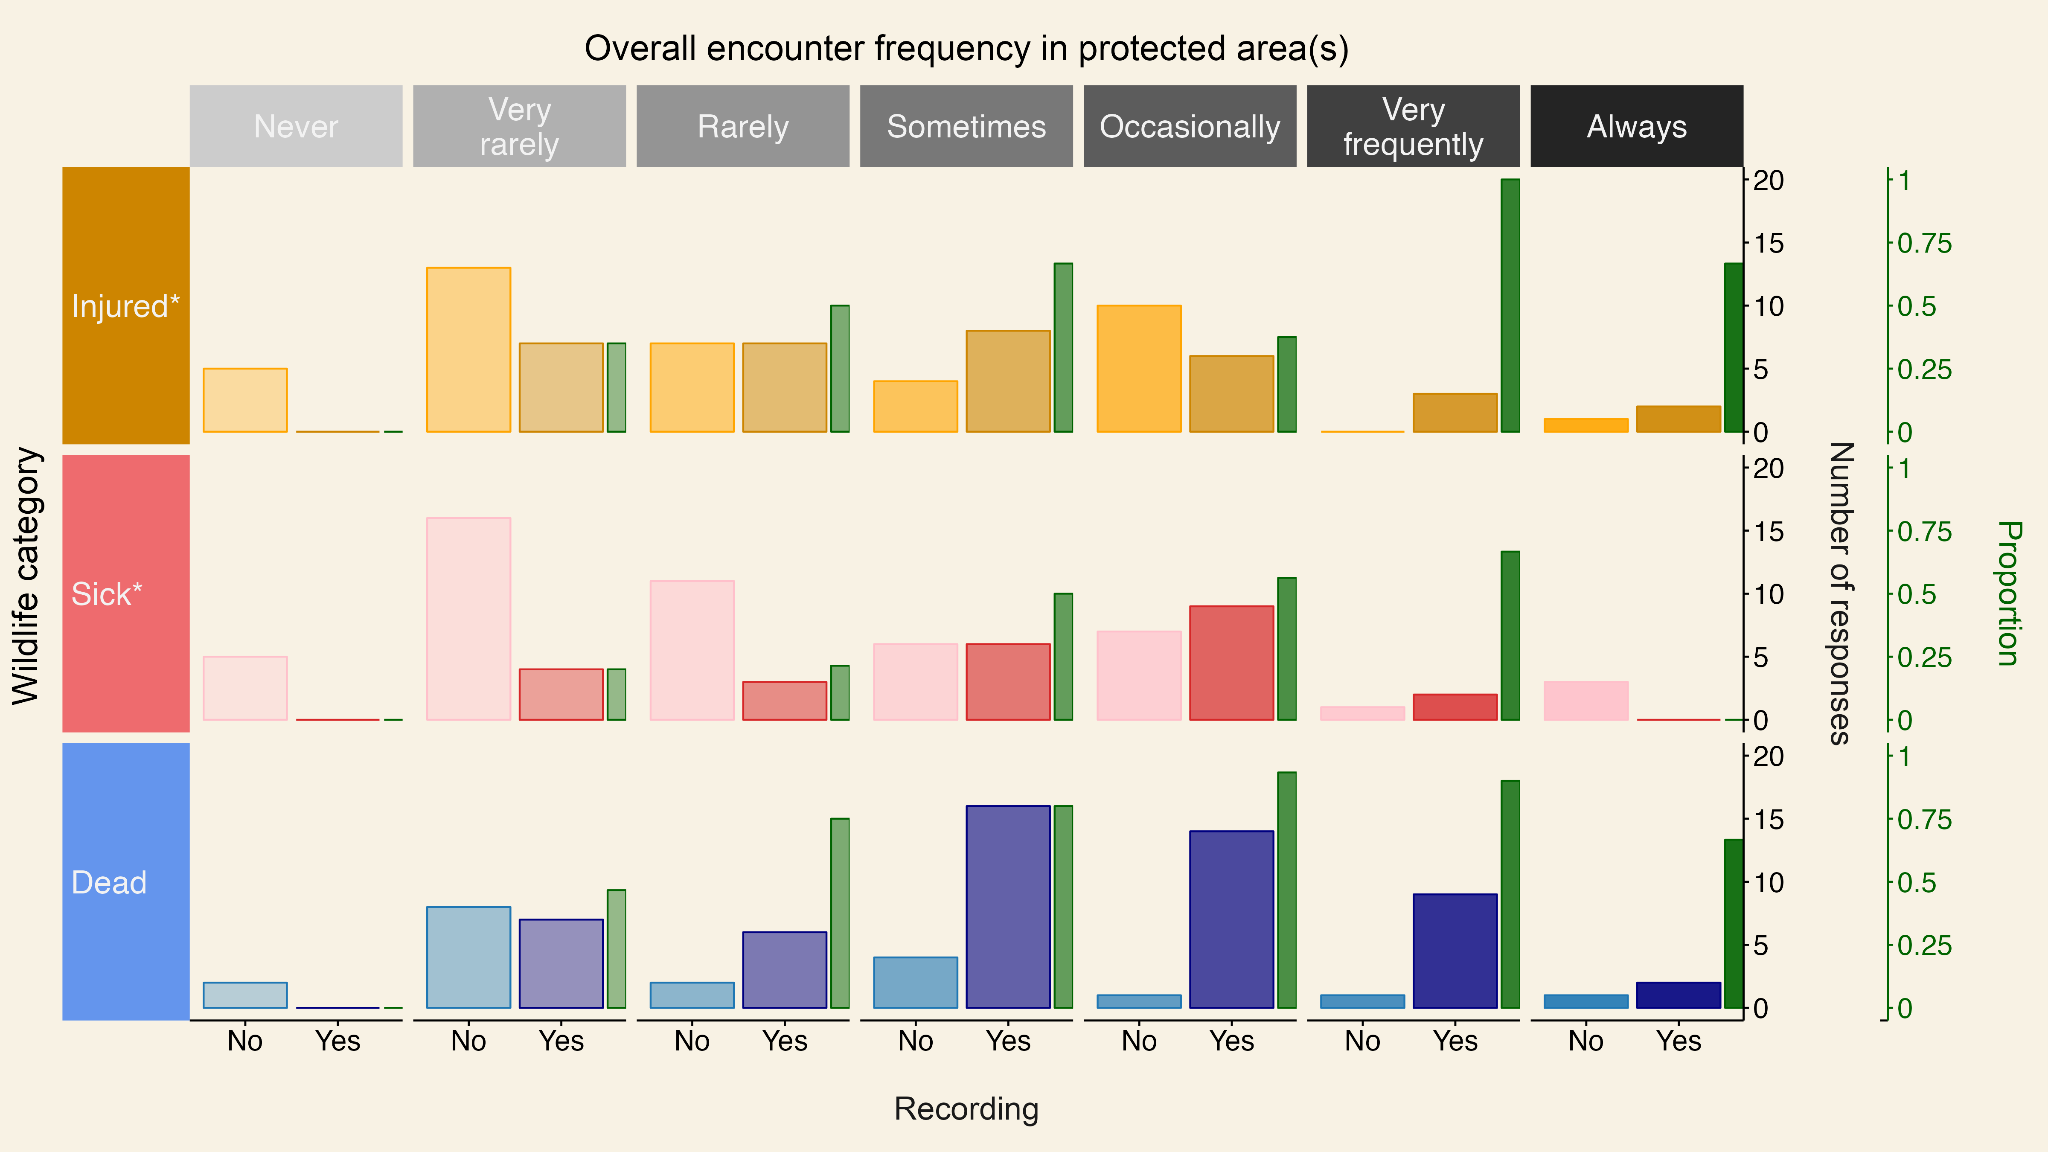 Overall encounter frequency in protected area(s)
Never
Very
rarely
Rarely
Sometimes
Occasionally
Very
frequently
Always
Wildlife category
Injured*
20
15
10
5
0
1
0.75
0.5
0.25
0
Sick*
20
15
10
5
0
1
0.75
0.5
0.25
0
Dead
20
15
10
5
0
1
0.75
0.5
0.25
0
Number of responses
Proportion
No Yes No Yes No Yes No Yes No Yes No Yes No Yes
Recording